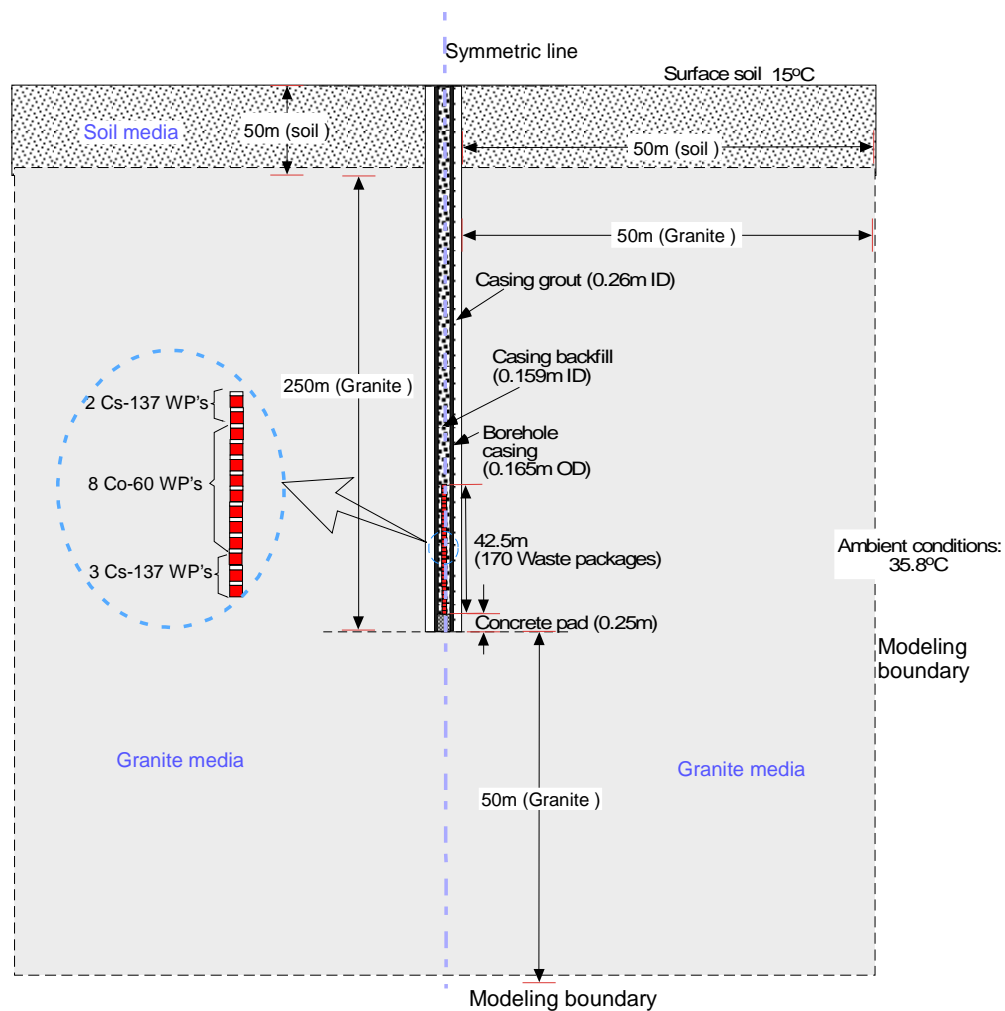 Symmetric line
Surface soil 15ºC
Soil media
50m (soil )
50m (soil )
50m (Granite )
Casing grout (0.26m ID)
Casing backfill
(0.159m ID)
250m (Granite )
2 Cs-137 WP's
8 Co-60 WP's
3 Cs-137 WP's
Borehole
casing
(0.165m OD)
42.5m
(170 Waste packages)
Ambient conditions:
35.8ºC
Concrete pad (0.25m)
Modeling
boundary
Granite media
Granite media
50m (Granite )
Modeling boundary